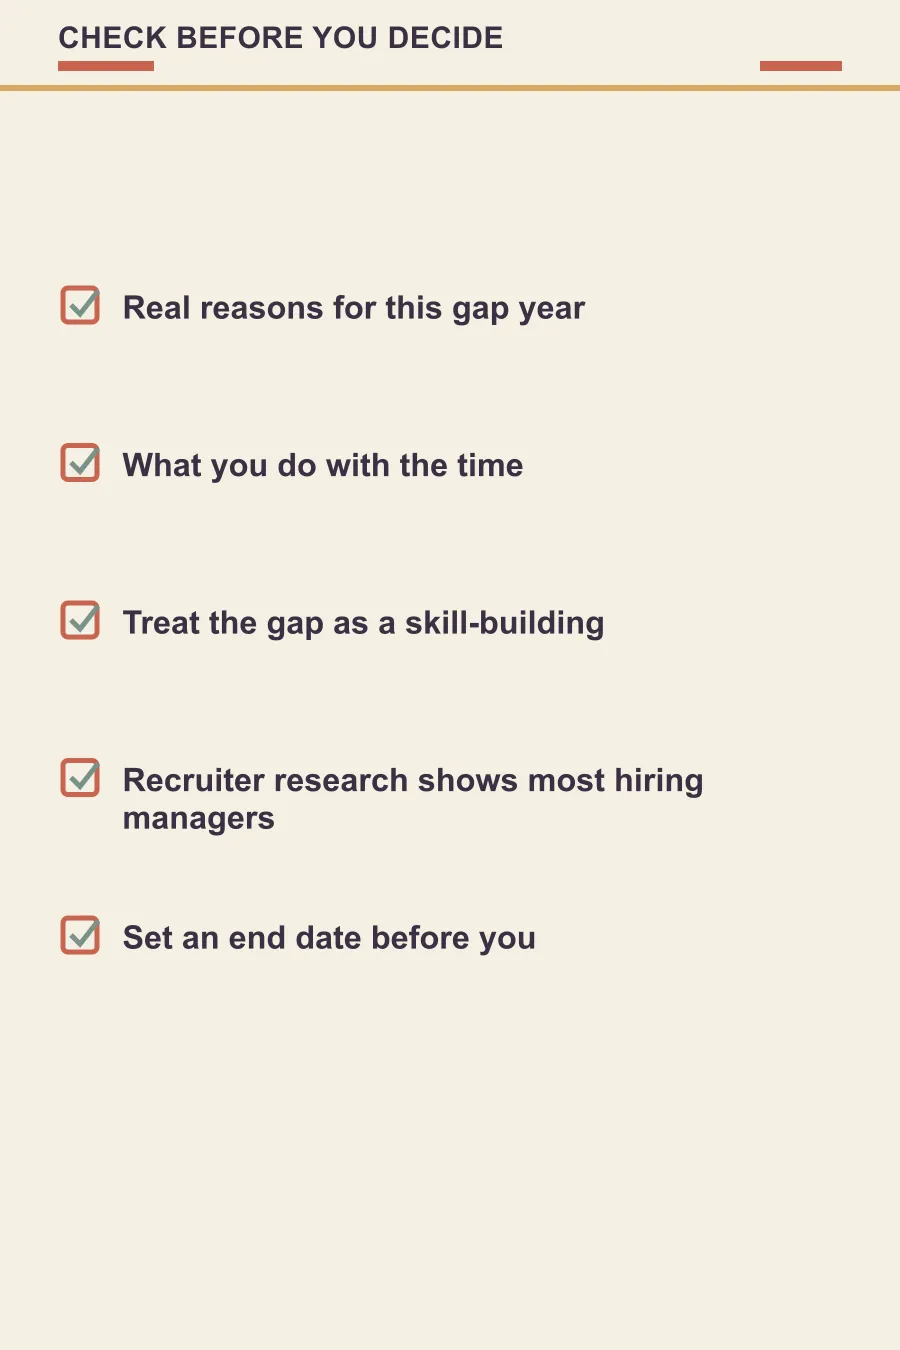 CHECK BEFORE YOU DECIDE
Real reasons for this gap year
What you do with the time
Treat the gap as a skill-building
Recruiter research shows most hiring
managers
Set an end date before you